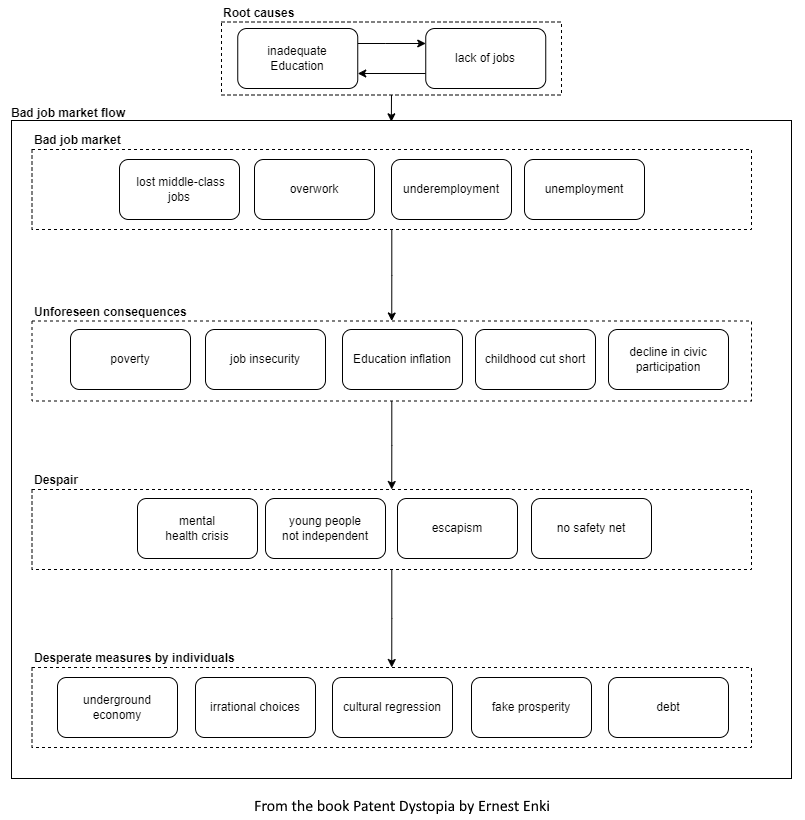 Root causes
inadequate
Education
lack of jobs
Bad job market flow
Bad job market
lost middle-class
jobs
overwork
underemployment
unemployment
Unforeseen consequences
poverty
job insecurity
Education inflation
childhood cut short
decline in civic
participation
Despair
mental
health crisis
young people
not independent
escapism
no safety net
Desperate measures by individuals
underground
economy
irrational choices
cultural regression
fake prosperity
debt
From the book Patent Dystopia by Ernest Enki